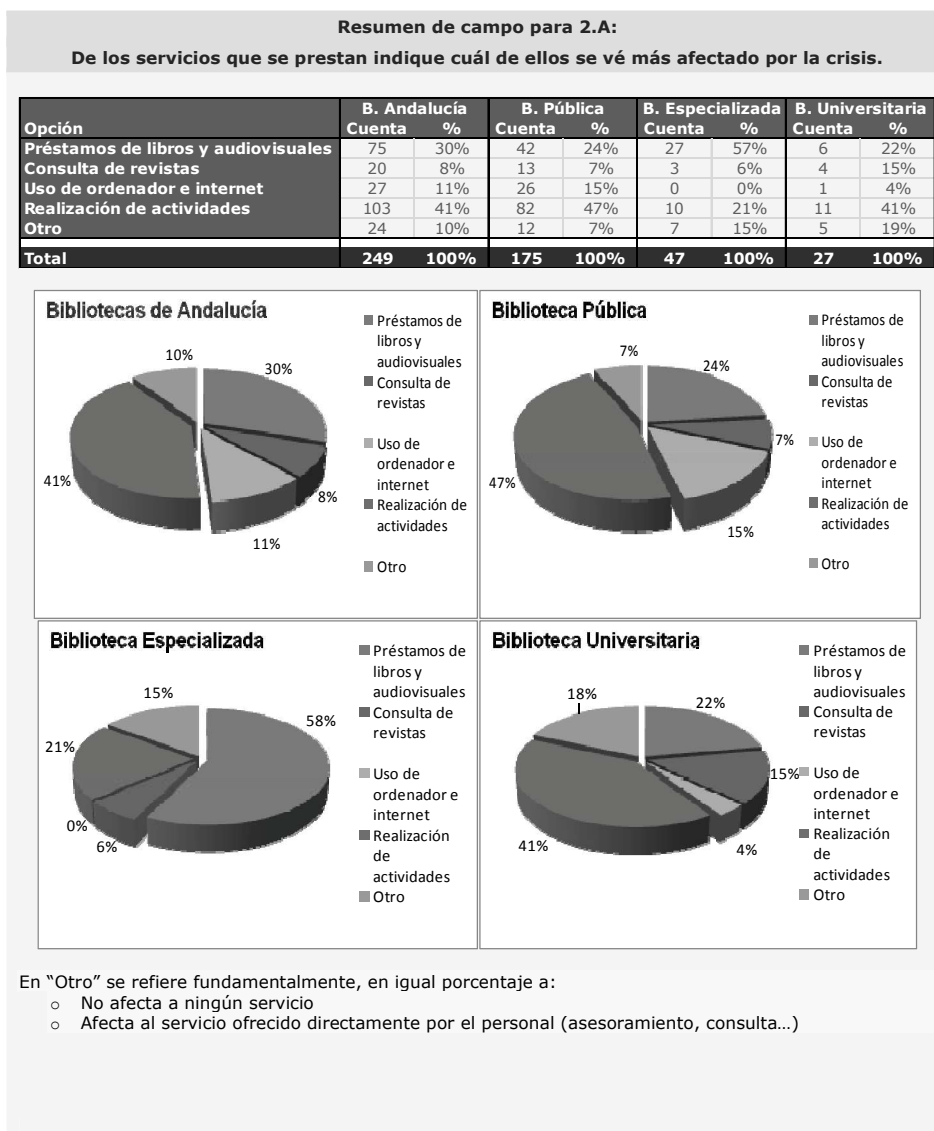 Resumen de campo para 2.A:
De los servicios que se prestan indique cuál de ellos se vé más afectado por la crisis.
B. Andalucía B. Pública B. Especializada B. Universitaria
Opción Cuenta % Cuenta % Cuenta % Cuenta %
Préstamos de libros y audiovisuales 75 30% 42 24% 27 57% 6 22%
Consulta de revistas 20 8% 13 7% 3 6% 4 15%
Uso de ordenador e internet 27 11% 26 15% 0 0% 1 4%
Realización de actividades 103 41% 82 47% 10 21% 11 41%
Otro 24 10% 12 7% 7 15% 5 19%
Total 249 100% 175 100% 47 100% 27 100%
Bibliotecas de Andalucía
10%
30%
41%
8%
11%
Préstamos de
libros y
audiovisuales
Consulta de
revistas
Uso de
ordenador e
internet
Realización de
actividades
Otro
Biblioteca Pública
7%
24%
7%
47%
15%
Préstamos de
libros y
audiovisuales
Consulta de
revistas
Uso de
ordenador e
internet
Realización de
actividades
Otro
Biblioteca Especializada
15%
58%
21%
0%
6%
Préstamos de
libros y
audiovisuales
Consulta de
revistas
Uso de
ordenador e
internet
Realización
de
actividades
Otro
Biblioteca Universitaria
18%
22%
15%
41%
4%
Préstamos de
libros y
audiovisuales
Consulta de
revistas
Uso de
ordenador e
internet
Realización
de
actividades
Otro
En “Otro” se refiere fundamentalmente, en igual porcentaje a:
o No afecta a ningún servicio
o Afecta al servicio ofrecido directamente por el personal (asesoramiento, consulta…)